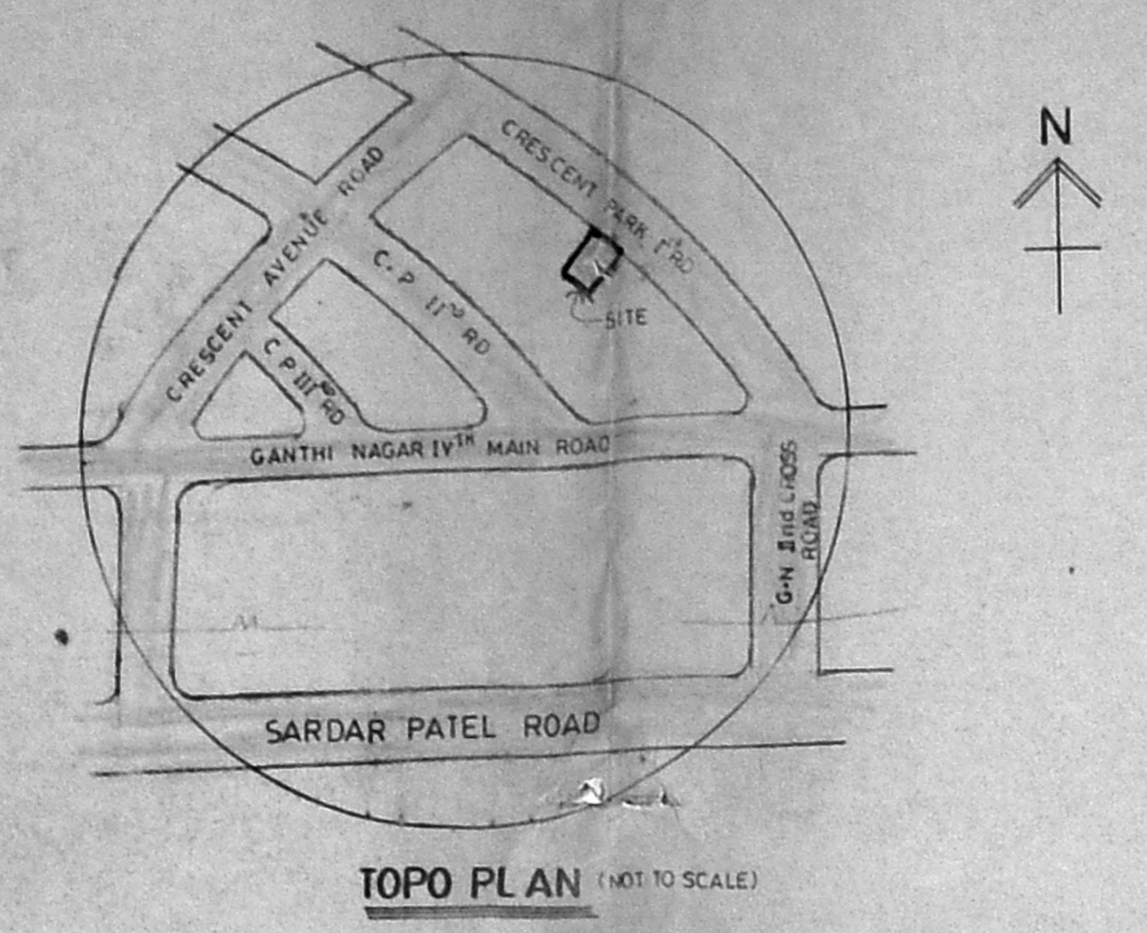 N
CRESCENT PARK Iˢᵗ RD
CRESCENT AVENUE ROAD
C. P IIᴺᴰ RD
SITE
C P IIIᴿᴰ RD
GANTHI NAGAR IVᵀᴴ MAIN ROAD
G.N IInd CROSS
ROAD
SARDAR PATEL ROAD
TOPO PLAN (NOT TO SCALE)